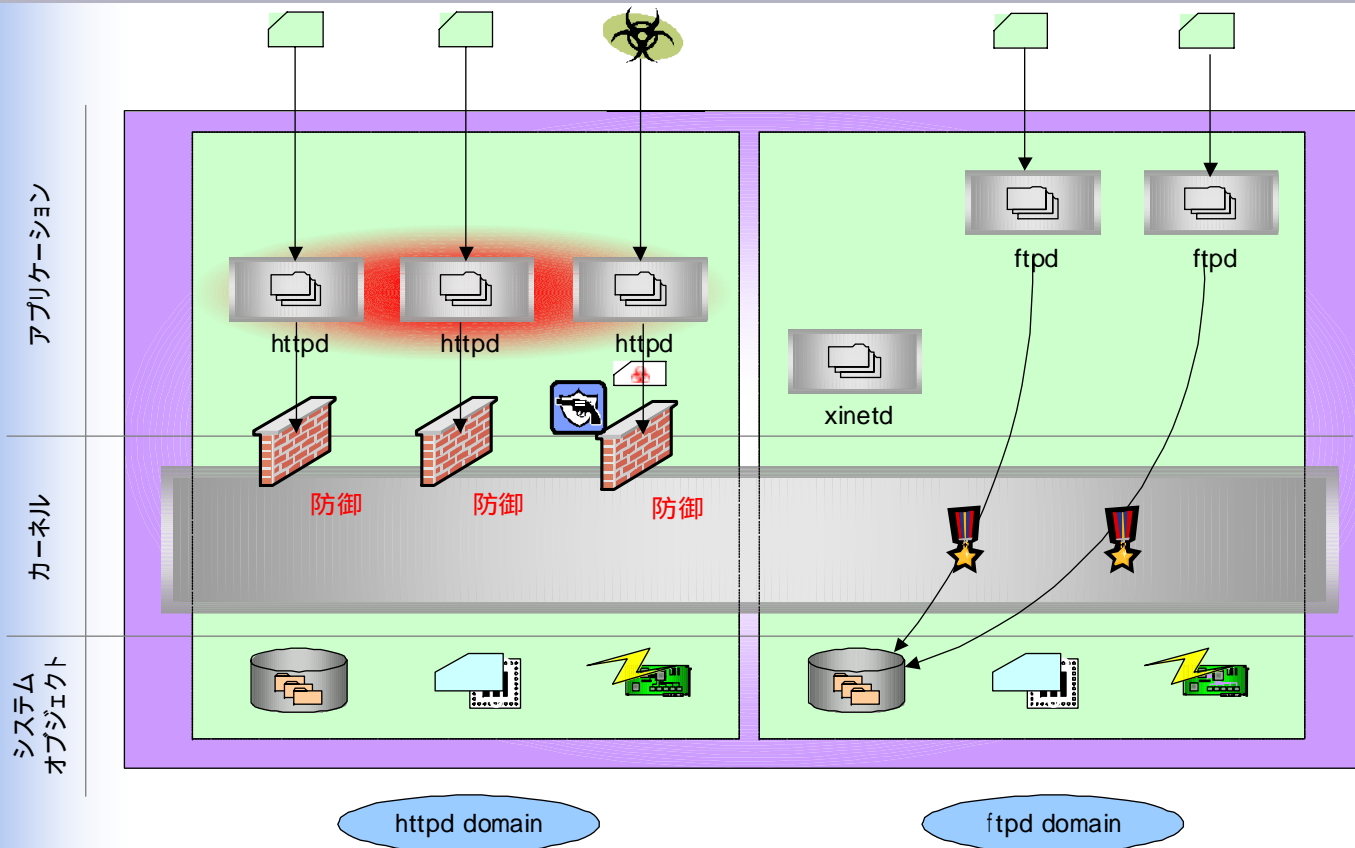 アプリケーション
httpd
httpd
httpd
ftpd
ftpd
xinetd
カーネル
防御
防御
防御
システム
オブジェクト
httpd domain
ftpd domain